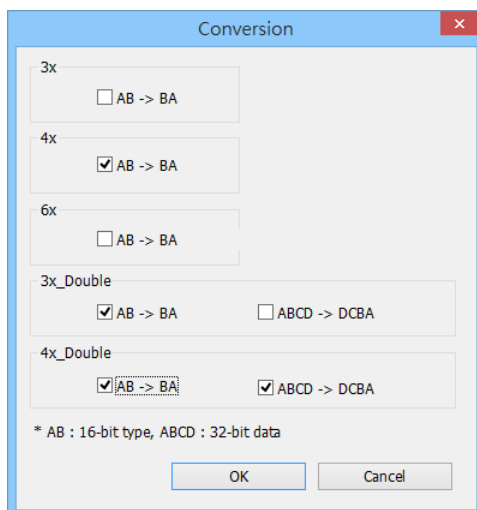 Conversion
3x
AB -> BA
4x
AB -> BA
6x
AB -> BA
3x_Double
AB -> BA ABCD -> DCBA
4x_Double
AB -> BA ABCD -> DCBA
* AB : 16-bit type, ABCD : 32-bit data
OK Cancel